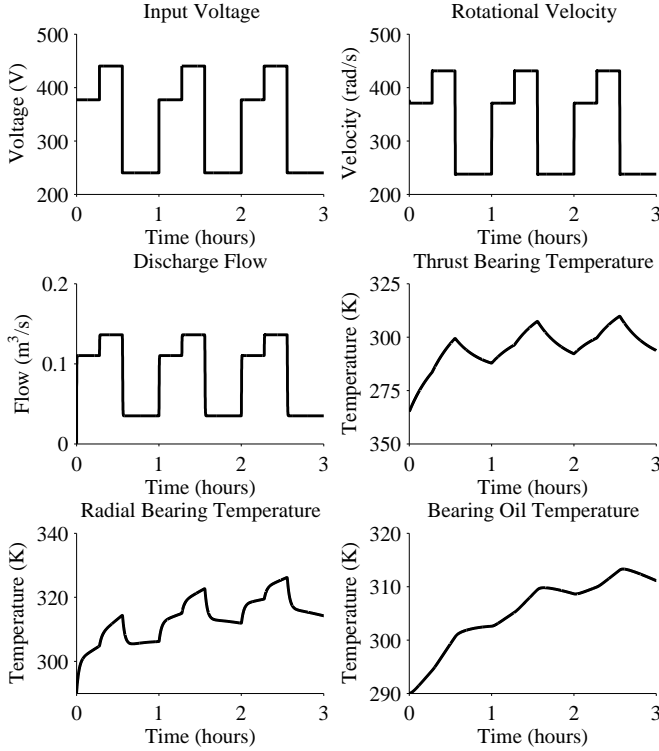 Input Voltage
500
400
300
200
Voltage (V)
0
1
2
3
Time (hours)
Rotational Velocity
500
400
300
200
Velocity (rad/s)
0
1
2
3
Time (hours)
Discharge Flow
0.2
0.1
0
Flow (m³/s)
0
1
2
3
Time (hours)
Thrust Bearing Temperature
325
300
275
350
Temperature (K)
0
1
2
3
Time (hours)
Radial Bearing Temperature
340
320
300
Temperature (K)
0
1
2
3
Time (hours)
Bearing Oil Temperature
320
310
300
290
Temperature (K)
0
1
2
3
Time (hours)